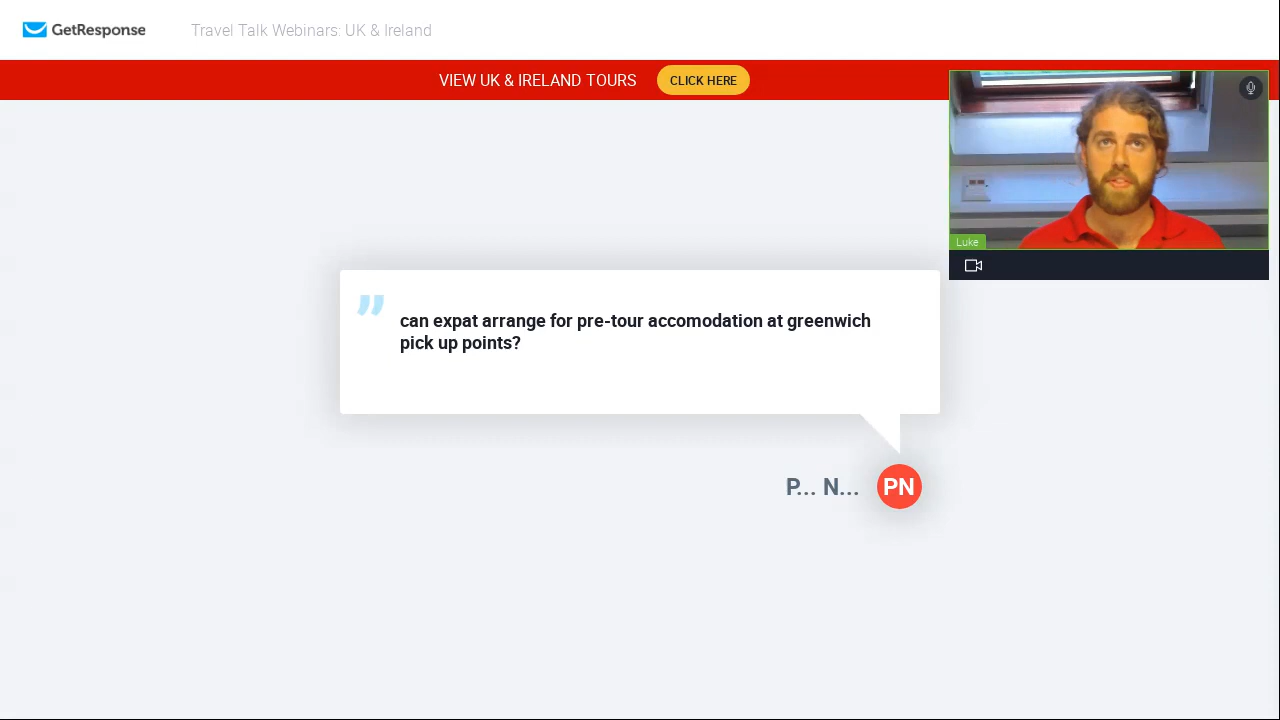 GetResponse
Travel Talk Webinars: UK & Ireland
VIEW UK & IRELAND TOURS
CLICK HERE
Luke
can expat arrange for pre-tour accomodation at greenwich
pick up points?
P... N...
PN